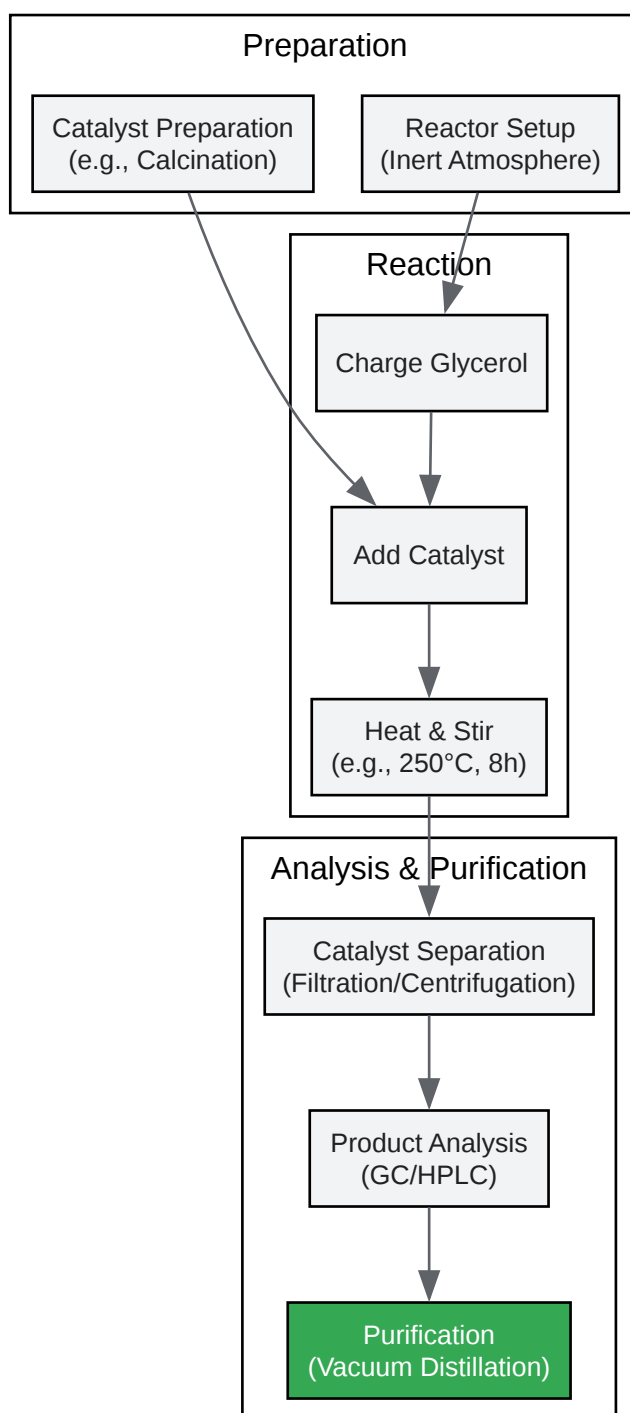 Preparation
Catalyst Preparation
(e.g., Calcination)
Reactor Setup
(Inert Atmosphere)
Reaction
Charge Glycerol
Add Catalyst
Heat & Stir
(e.g., 250°C, 8h)
Analysis & Purification
Catalyst Separation
(Filtration/Centrifugation)
Product Analysis
(GC/HPLC)
Purification
(Vacuum Distillation)